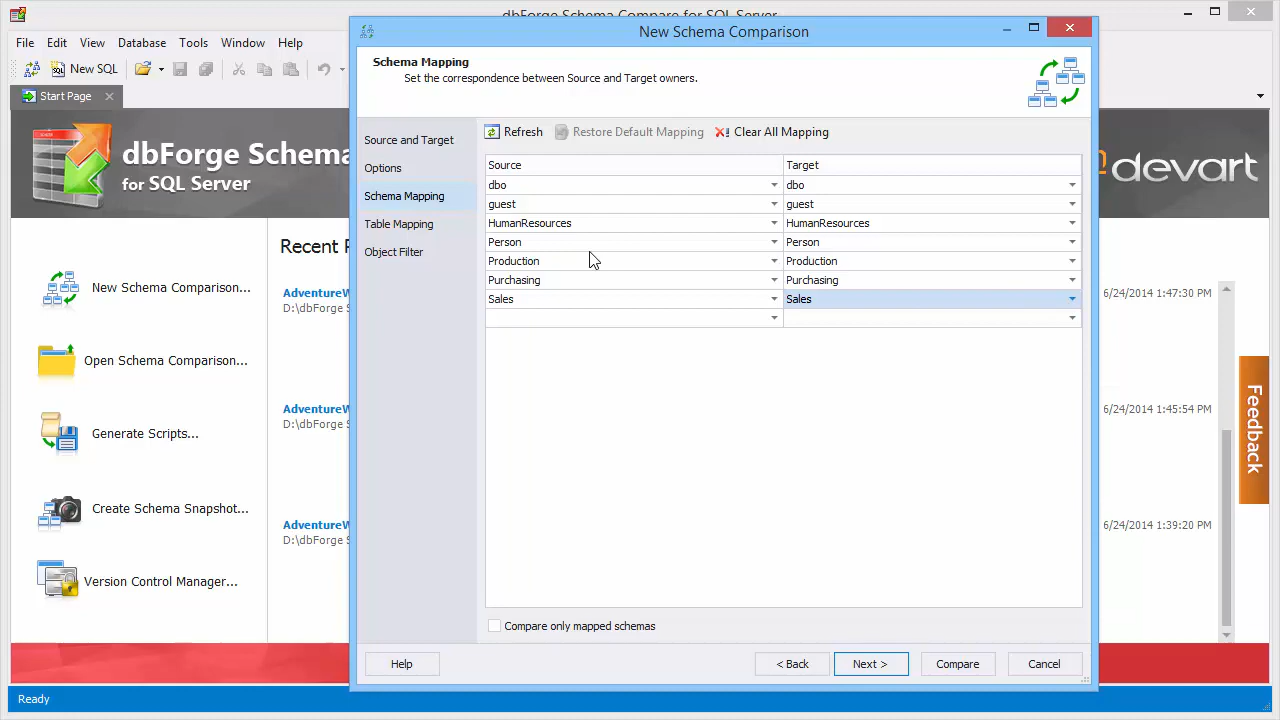 dbForge Schema Compare for SQL Server
New Schema Comparison
File Edit View Database Tools Window Help
New SQL
Start Page
Schema Mapping
Set the correspondence between Source and Target owners.
dbForge Schema
for SQL Server
devart
Source and Target
Options
Schema Mapping
Table Mapping
Object Filter
Refresh Restore Default Mapping Clear All Mapping
Source Target
dbo dbo
guest guest
HumanResources HumanResources
Person Person
Production Production
Purchasing Purchasing
Sales Sales
Compare only mapped schemas
Help < Back Next > Compare Cancel
Recent
New Schema Comparison...
Open Schema Comparison...
Generate Scripts...
Create Schema Snapshot...
Version Control Manager...
AdventureW
D:\dbForge S
6/24/2014 1:47:30 PM
AdventureW
D:\dbForge S
6/24/2014 1:45:54 PM
AdventureW
D:\dbForge S
6/24/2014 1:39:20 PM
Feedback
Ready